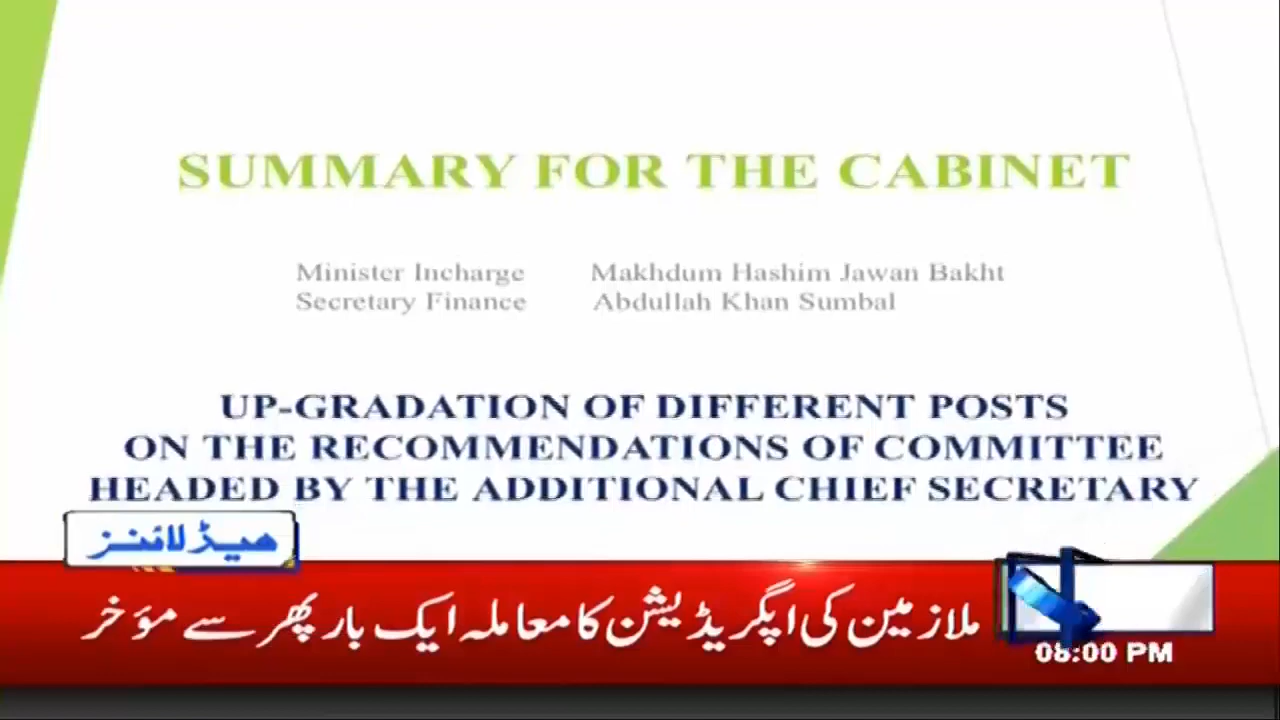 SUMMARY FOR THE CABINET
Minister Incharge Makhdum Hashim Jawan Bakht
Secretary Finance Abdullah Khan Sumbal
UP-GRADATION OF DIFFERENT POSTS
ON THE RECOMMENDATIONS OF COMMITTEE
HEADED BY THE ADDITIONAL CHIEF SECRETARY
ھیڈلائنز
ملازمین کی اپگریڈیشن کا معاملہ ایک بار پھر سے مؤخر
08:00 PM